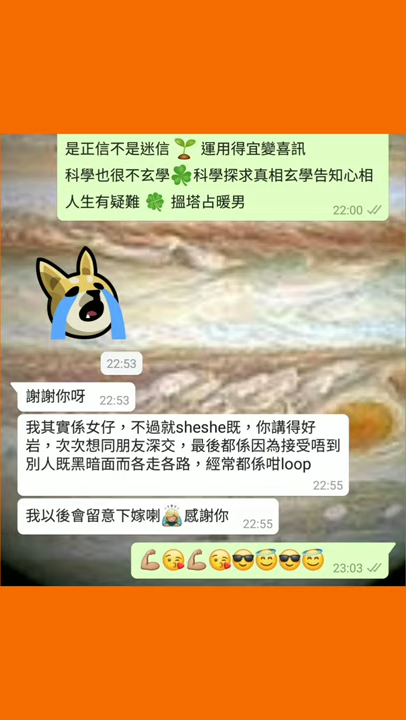 是正信不是迷信🌱 運用得宜變喜訊
科學也很不玄學🍀科學探求真相玄學告知心相
人生有疑難 🍀 搵塔占暖男
22:00
22:53
謝謝你呀
22:53
我其實係女仔，不過就sheshe既，你講得好
岩，次次想同朋友深交，最後都係因為接受唔到
別人既黑暗面而各走各路，經常都係咁loop
22:55
我以後會留意下嫁喇😭感謝你
22:55
💪🏽😘💪🏽😘😎😇😎😇
23:03